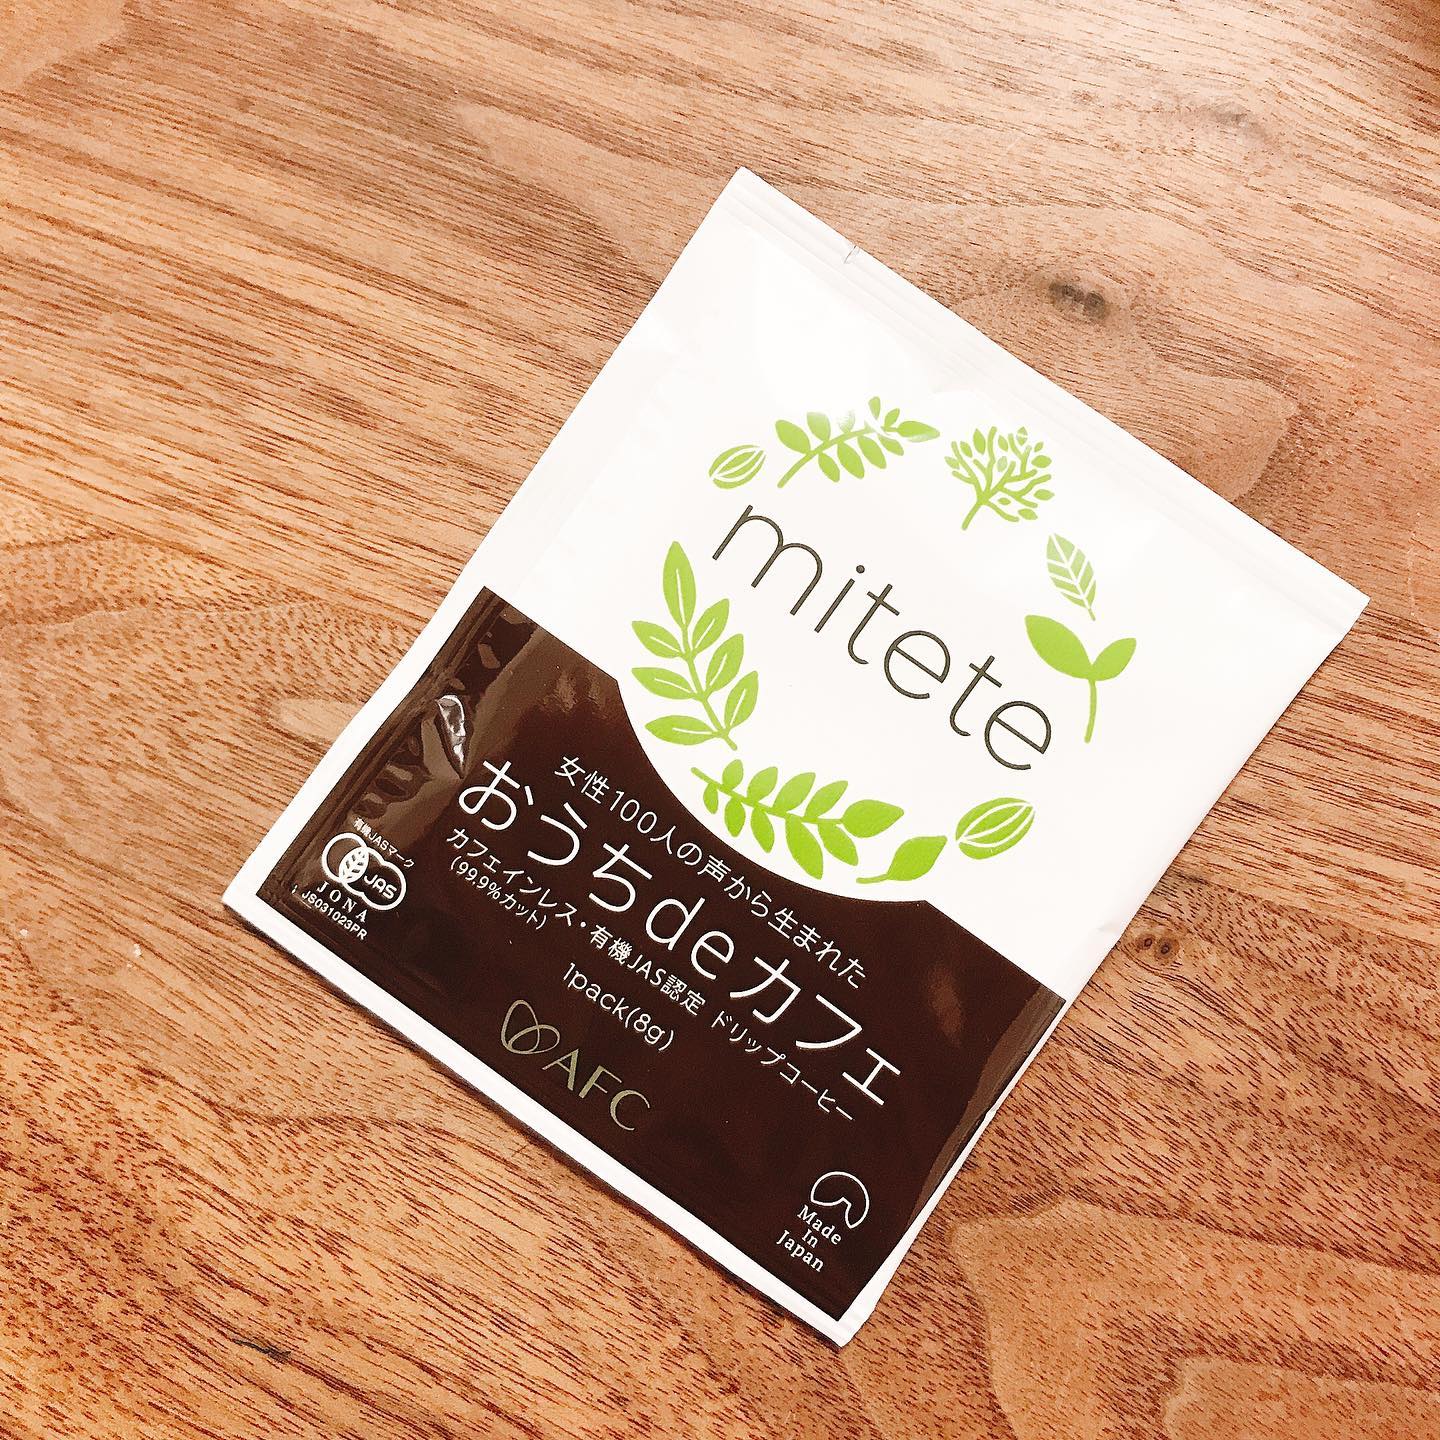 mitete
女性100人の声から生まれた
おうちdeカフェ
カフェインレス・有機JAS認定 ドリップコーヒー
(99.9%カット)
1pack(8g)
AFC
有機JASマーク
JAS
JONA
JS031023PR
Made
In
Japan